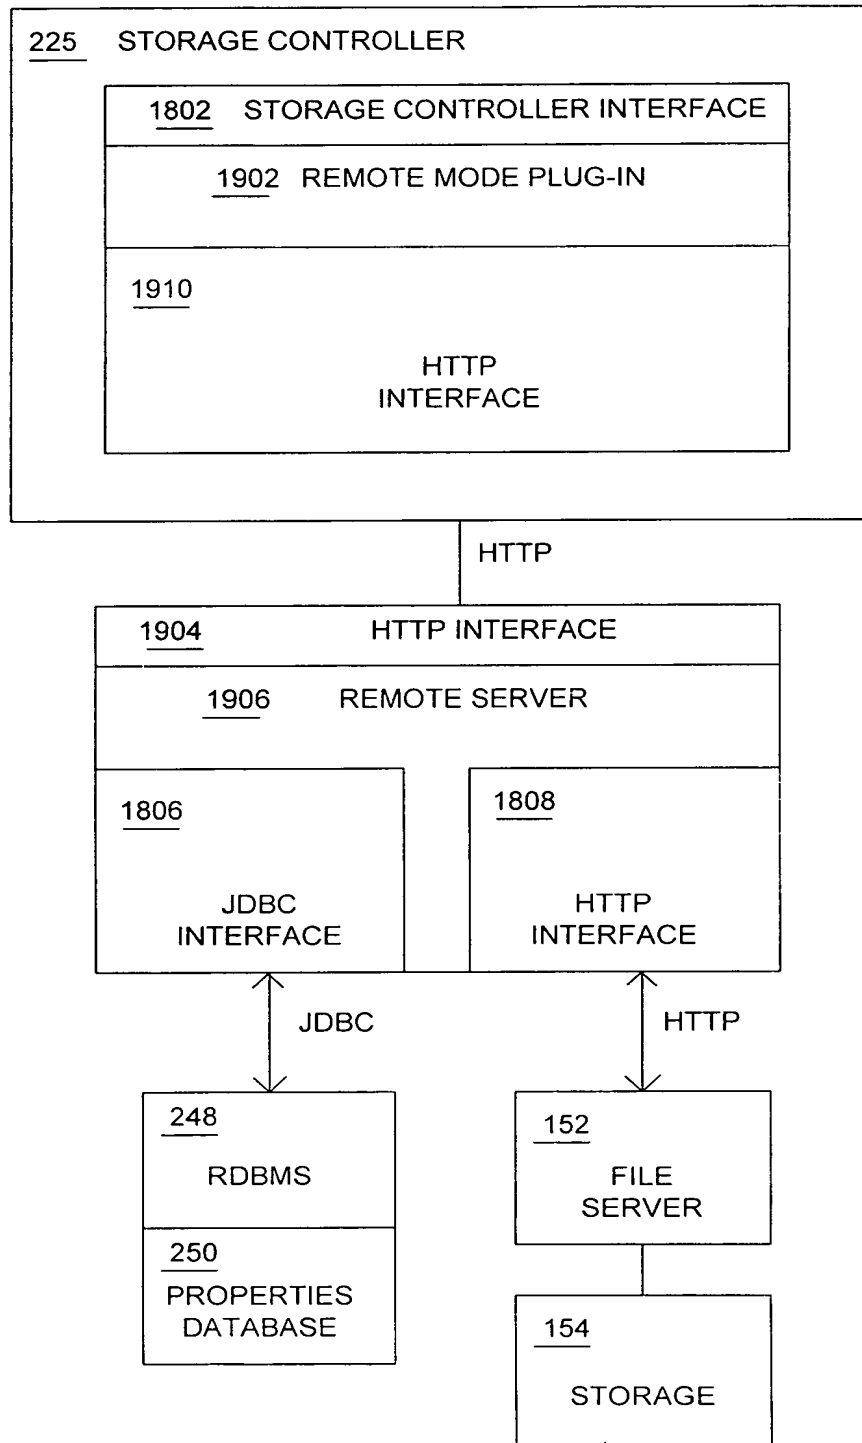 225 STORAGE CONTROLLER
1802 STORAGE CONTROLLER INTERFACE
1902 REMOTE MODE PLUG-IN
1910
HTTP
INTERFACE
HTTP
1904 HTTP INTERFACE
1906 REMOTE SERVER
1806
JDBC
INTERFACE
1808
HTTP
INTERFACE
JDBC
HTTP
248
RDBMS
250
PROPERTIES
DATABASE
152
FILE
SERVER
154
STORAGE